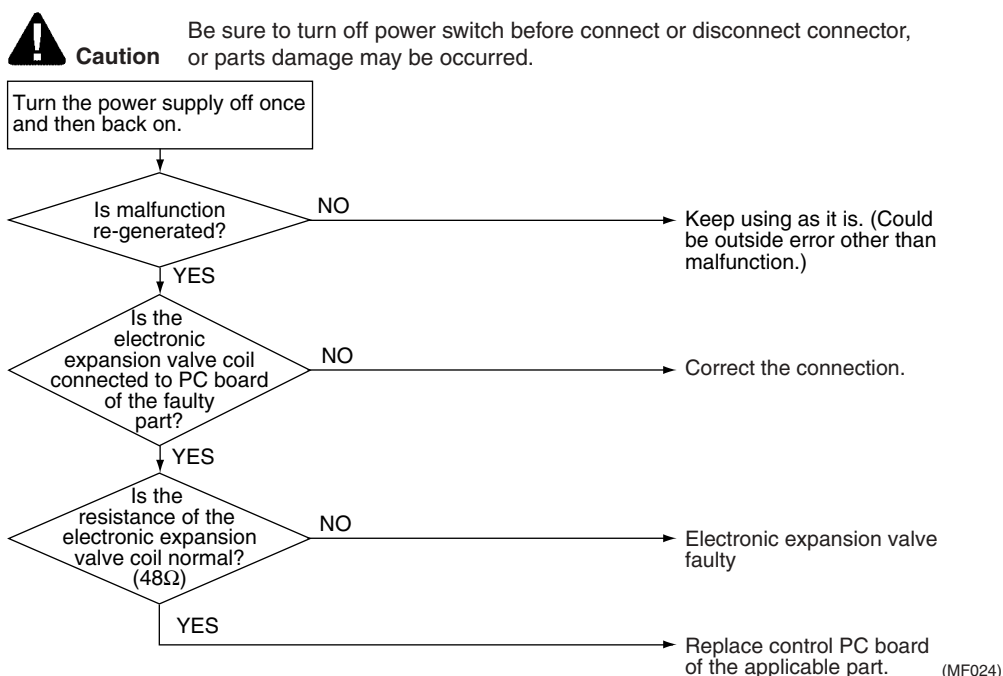 Be sure to turn off power switch before connect or disconnect connector,
Caution or parts damage may be occurred.
Turn the power supply off once
and then back on.
Is malfunction
re-generated?
NO
Keep using as it is. (Could
be outside error other than
malfunction.)
YES
Is the
electronic
expansion valve coil
connected to PC board
of the faulty
part?
NO
Correct the connection.
YES
Is the
resistance of the
electronic expansion
valve coil normal?
(48Ω)
NO
Electronic expansion valve
faulty
YES
Replace control PC board
of the applicable part.
(MF024)